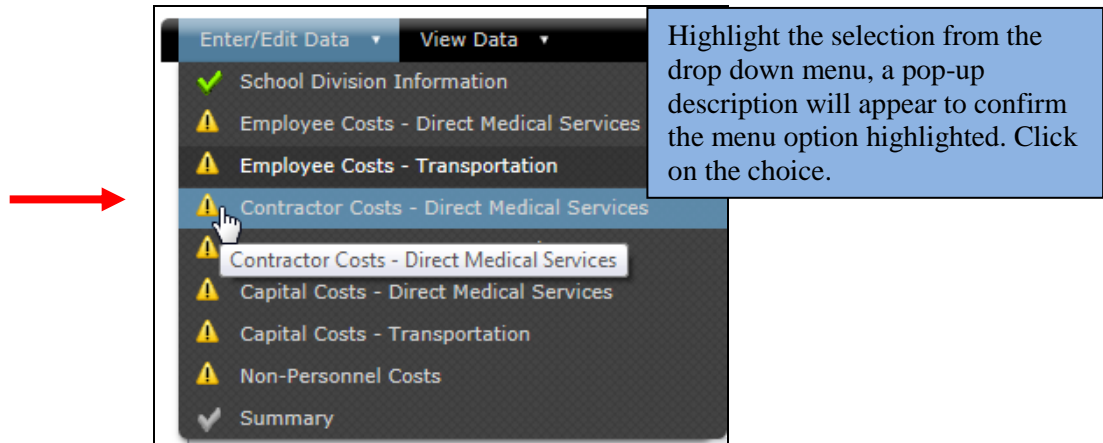 Enter/Edit Data View Data
School Division Information
Employee Costs - Direct Medical Services
Employee Costs - Transportation
Contractor Costs - Direct Medical Services
Contractor Costs - Direct Medical Services
Capital Costs - Direct Medical Services
Capital Costs - Transportation
Non-Personnel Costs
Summary
Highlight the selection from the
drop down menu, a pop-up
description will appear to confirm
the menu option highlighted. Click
on the choice.